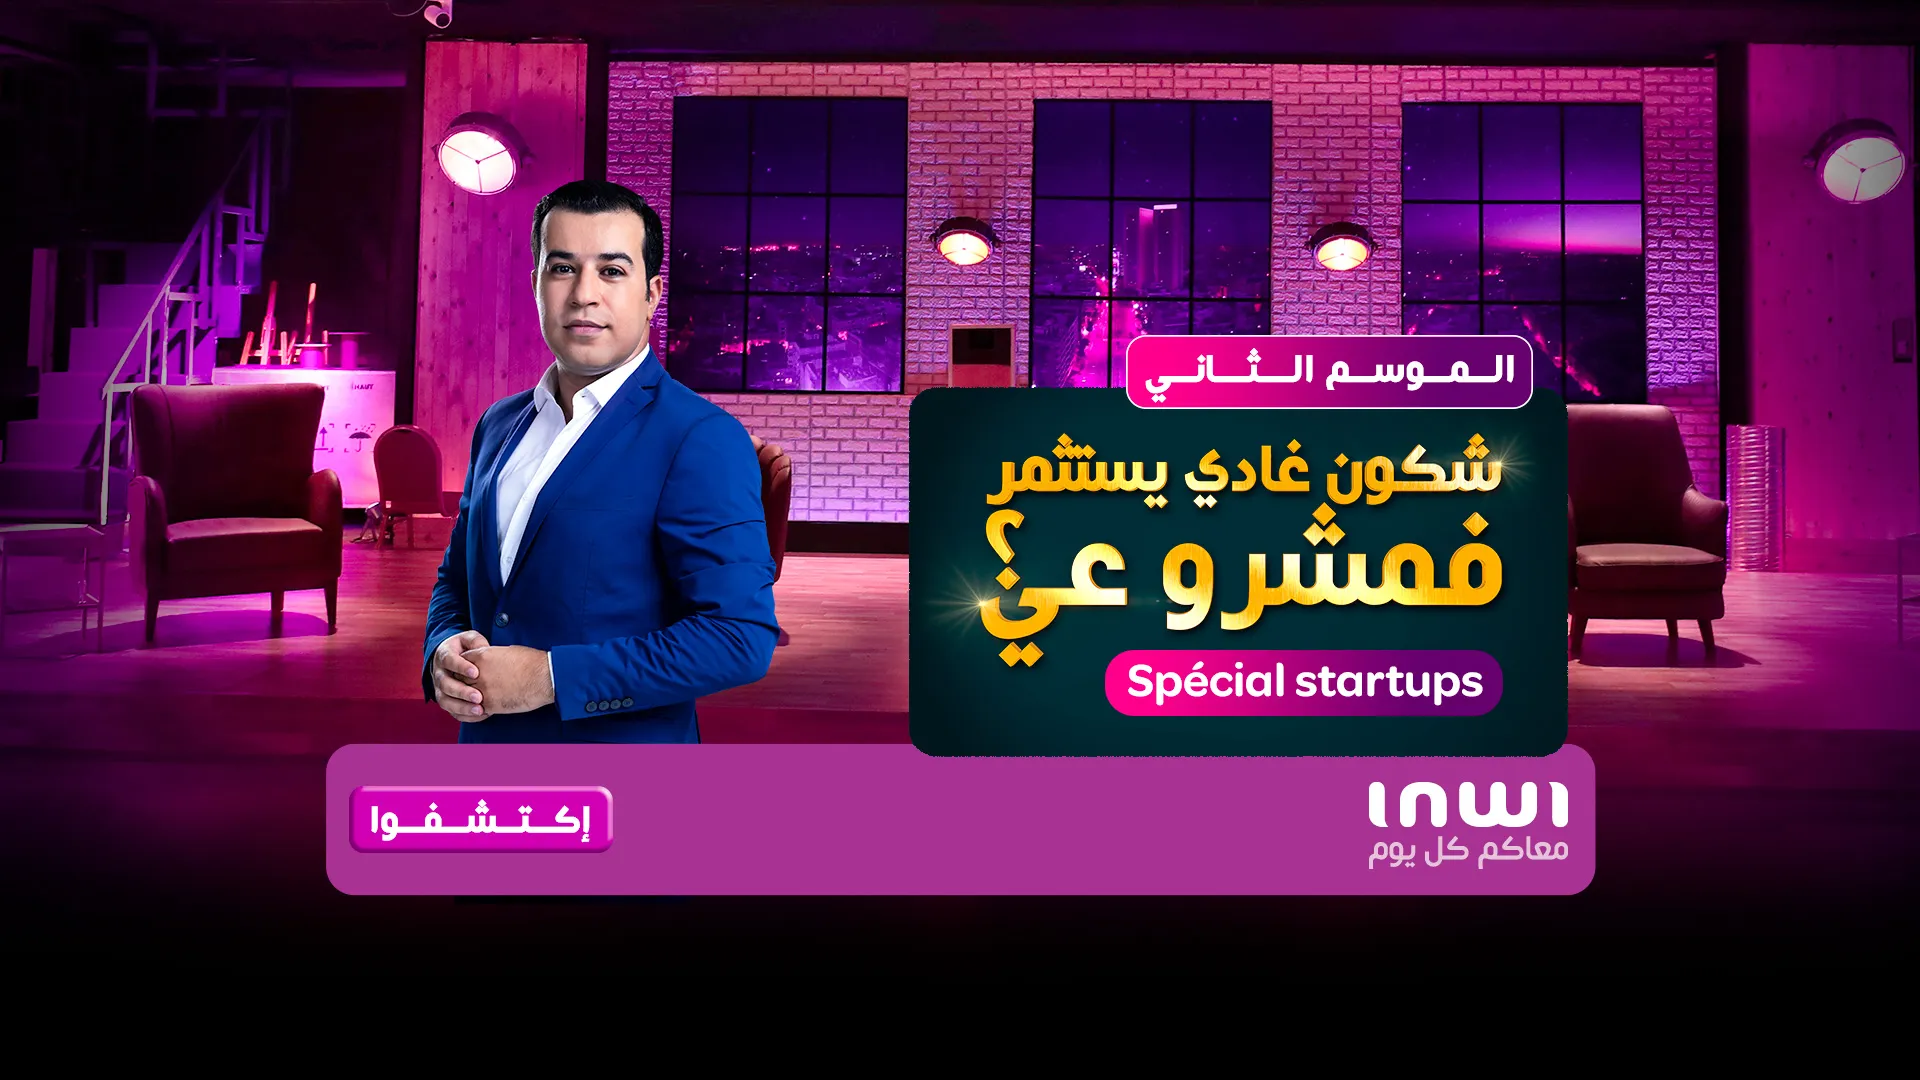 الموسم الثاني
شكون غادي يستثمر
فمشروعي؟
Spécial startups
inwi
معاكم كل يوم
إكتشفوا